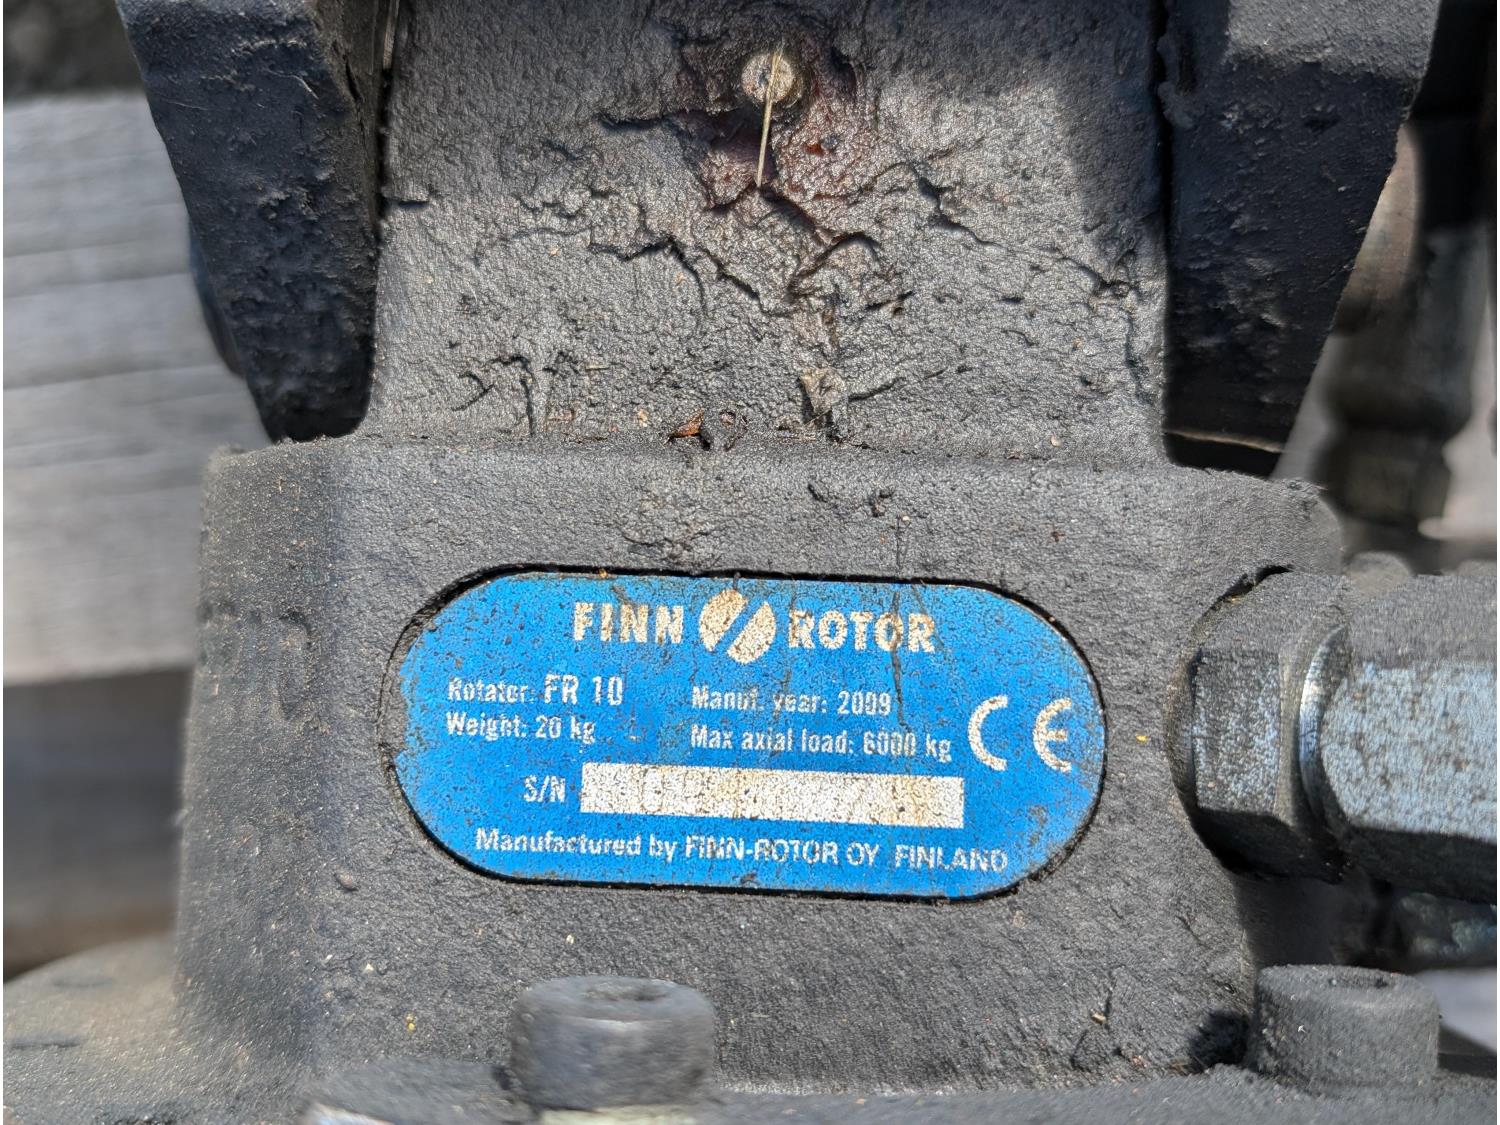 FINN ROTOR
Rotator: FR 10 Manuf. year: 2009
Weight: 20 kg Max axial load: 6000 kg
CE
S/N
Manufactured by FINN-ROTOR OY FINLAND